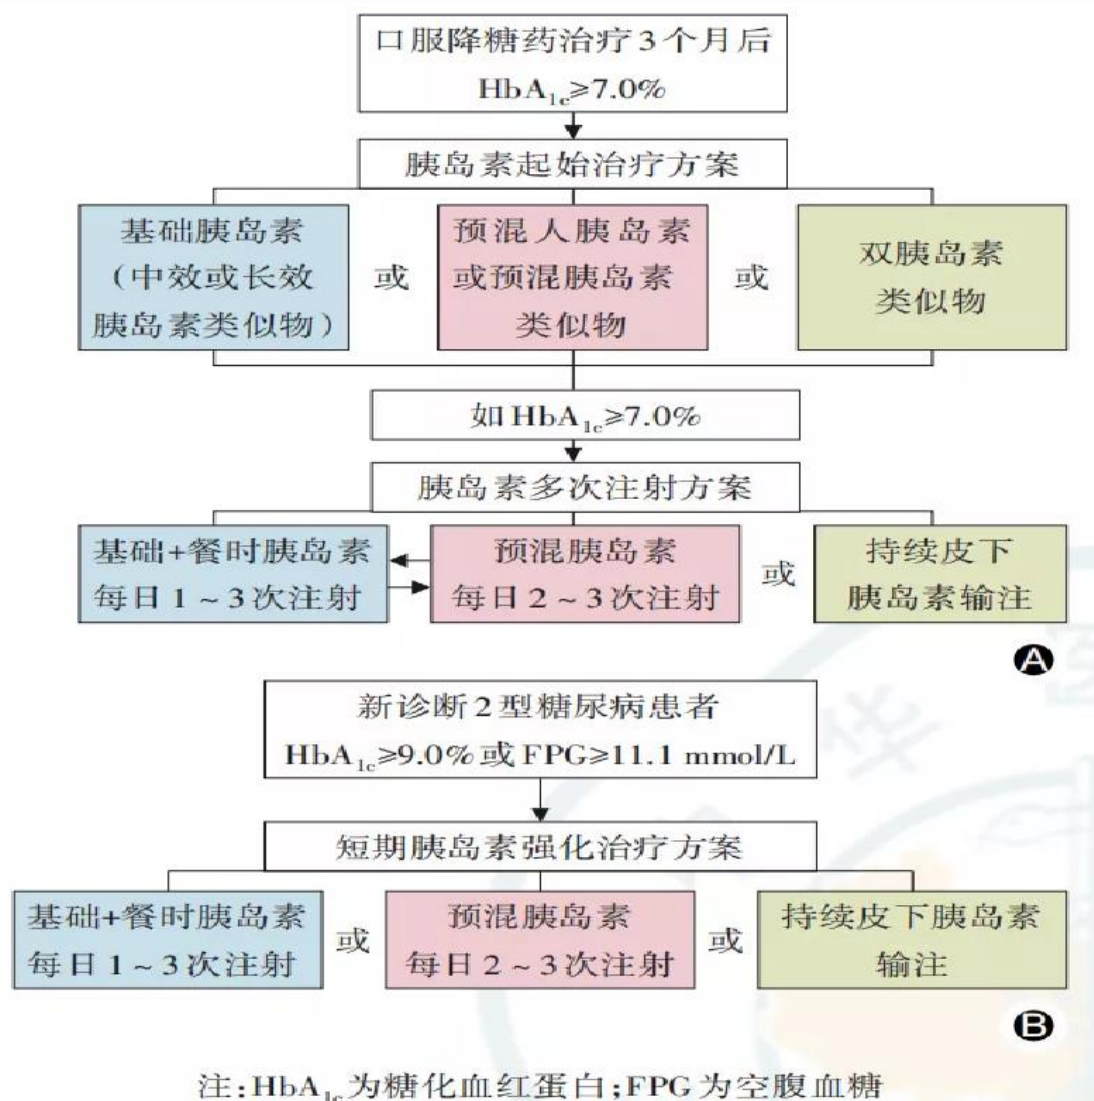 口服降糖药治疗3个月后
HbA1c≥7.0%
胰岛素起始治疗方案
基础胰岛素
（中效或长效
胰岛素类似物）
或
预混人胰岛素
或预混胰岛素
类似物
或
双胰岛素
类似物
如HbA1c≥7.0%
胰岛素多次注射方案
基础+餐时胰岛素
每日1~3次注射
预混胰岛素
每日2~3次注射
或
持续皮下
胰岛素输注
A
新诊断2型糖尿病患者
HbA1c≥9.0%或FPG≥11.1 mmol/L
短期胰岛素强化治疗方案
基础+餐时胰岛素
每日1~3次注射
或
预混胰岛素
每日2~3次注射
或
持续皮下胰岛素
输注
B
注:HbA1c为糖化血红蛋白;FPG为空腹血糖
华